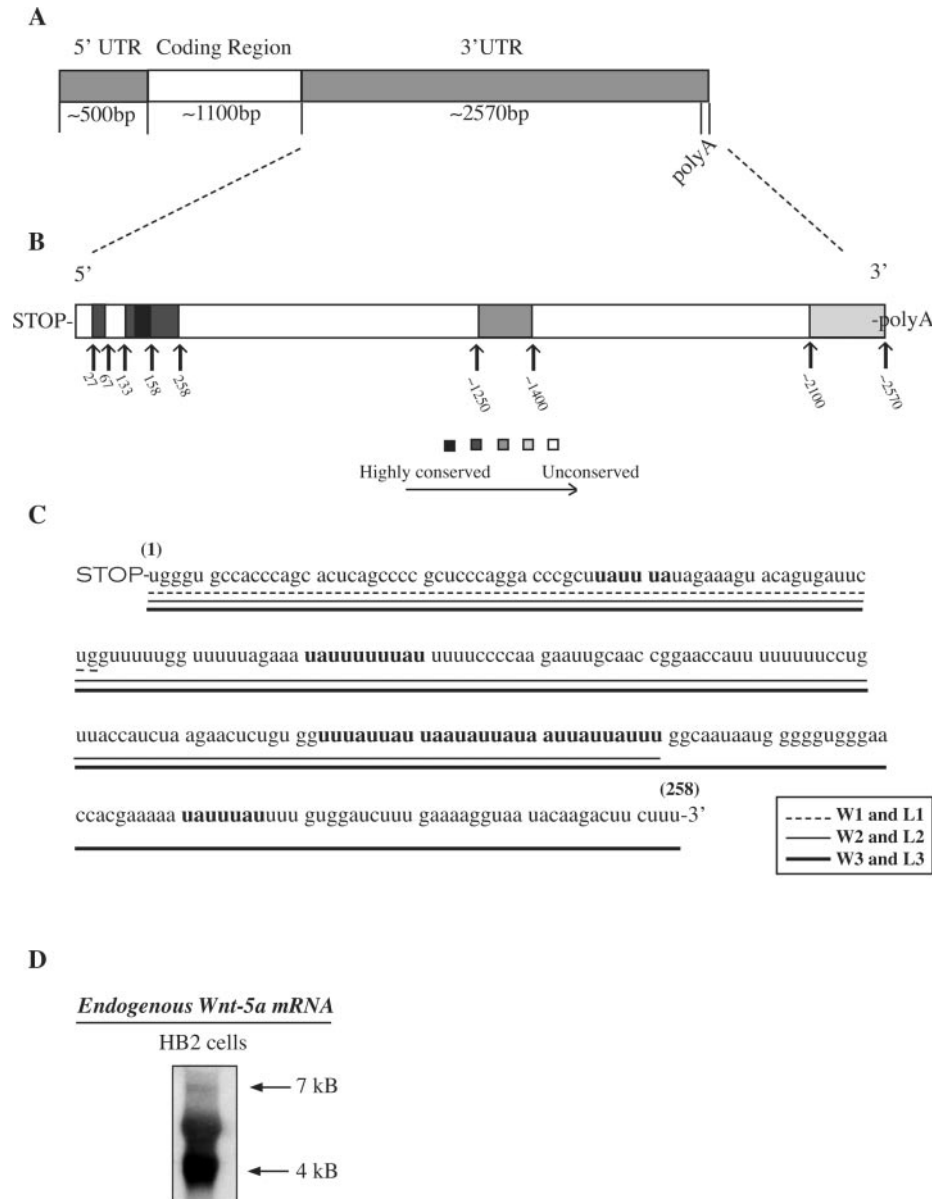 A
5’ UTR Coding Region 3’UTR
~500bp ~1100bp ~2570bp
polyA
B
5’ 3’
STOP- -polyA
27 67 133 158 258 ~1250 ~1400 ~2100 ~2570
Highly conserved Unconserved
C
(1)
STOP-ugggu gccacccagc acucagcccc gcucccagga cccgcuuauu uauagaaagu acagugauuc
ugguuuuugg uuuuuagaaa uauuuuuuau uuuuccccaa gaauugcaac cggaaccauu uuuuuuccug
uuaccaucua agaacucugu gguuuauuau uaauauuaua auuauuauuu ggcaauaaug ggggugggaa
(258)
ccacgaaaaa uauuuauuuu guggaucuuu gaaaagguaa uacaagacuu cuuu-3’
W1 and L1
W2 and L2
W3 and L3
D
Endogenous Wnt-5a mRNA
HB2 cells
7 kB
4 kB